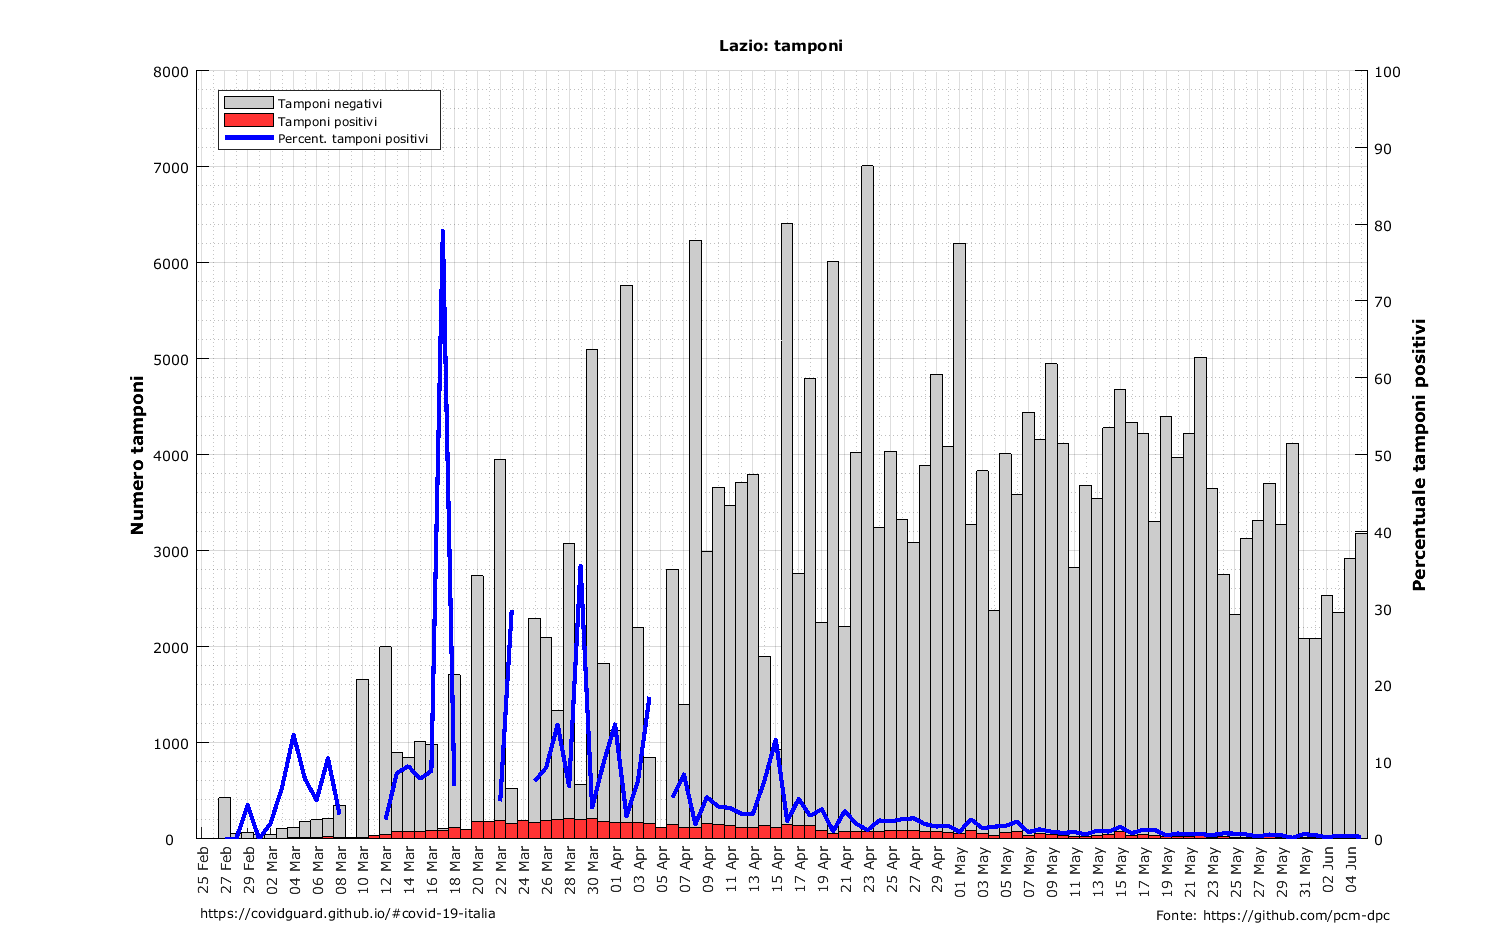 Lazio: tamponi
8000
7000
6000
5000
4000
3000
2000
1000
0
Numero tamponi
Tamponi negativi
Tamponi positivi
Percent. tamponi positivi
100
90
80
70
60
50
40
30
20
10
0
Percentuale tamponi positivi
25 Feb
27 Feb
29 Feb
02 Mar
04 Mar
06 Mar
08 Mar
10 Mar
12 Mar
14 Mar
16 Mar
18 Mar
20 Mar
22 Mar
24 Mar
26 Mar
28 Mar
30 Mar
01 Apr
03 Apr
05 Apr
07 Apr
09 Apr
11 Apr
13 Apr
15 Apr
17 Apr
19 Apr
21 Apr
23 Apr
25 Apr
27 Apr
29 Apr
01 May
03 May
05 May
07 May
09 May
11 May
13 May
15 May
17 May
19 May
21 May
23 May
25 May
27 May
29 May
31 May
02 Jun
04 Jun
https://covidguard.github.io/#covid-19-italia
Fonte: https://github.com/pcm-dpc